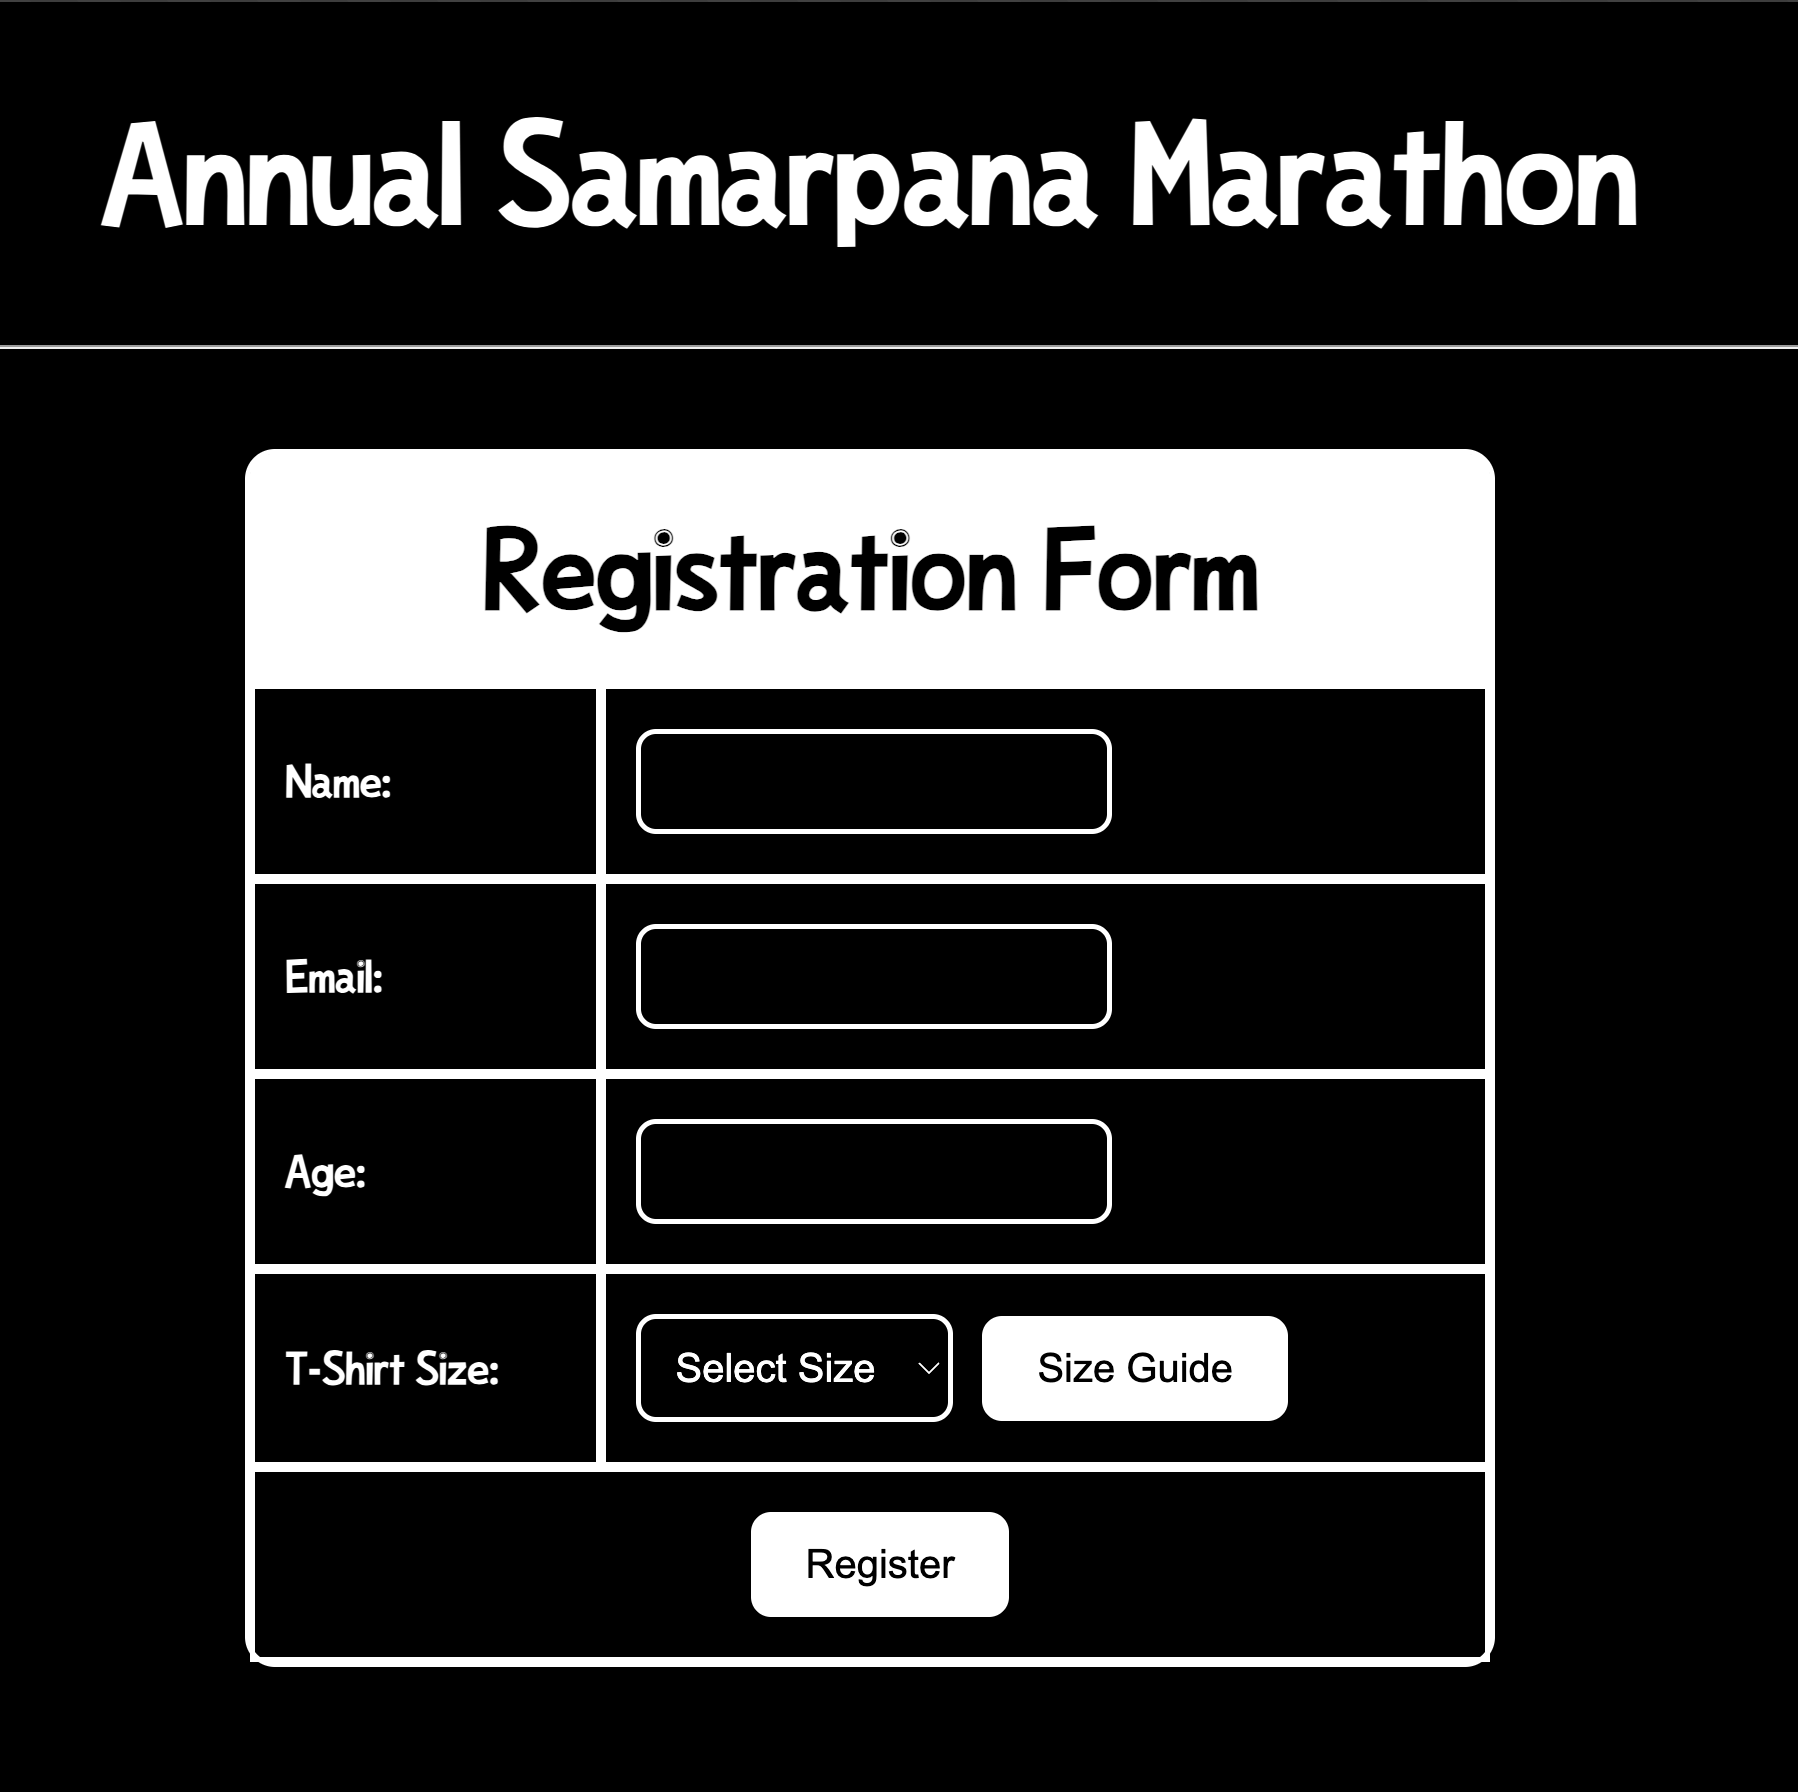 Annual Samarpana Marathon
Registration Form
Name:
Email:
Age:
T-Shirt Size:
Select Size
Size Guide
Register